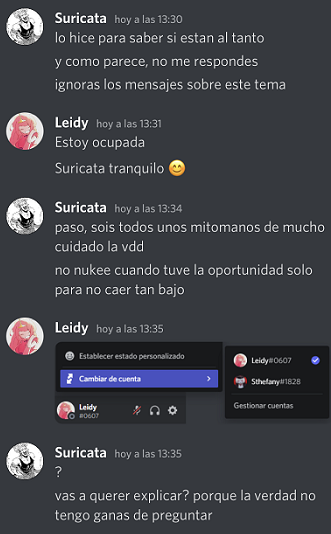 Suricata hoy a las 13:30
lo hice para saber si estan al tanto
y como parece, no me respondes
ignoras los mensajes sobre este tema
Leidy hoy a las 13:31
Estoy ocupada
Suricata tranquilo 😊
Suricata hoy a las 13:34
paso, sois todos unos mitomanos de mucho
cuidado la vdd
no nukee cuando tuve la oportunidad solo
para no caer tan bajo
Leidy hoy a las 13:35
Establecer estado personalizado
Cambiar de cuenta
Leidy
#0607
Leidy#0607
Sthefany#1828
Gestionar cuentas
Suricata hoy a las 13:35
?
vas a querer explicar? porque la verdad no
tengo ganas de preguntar